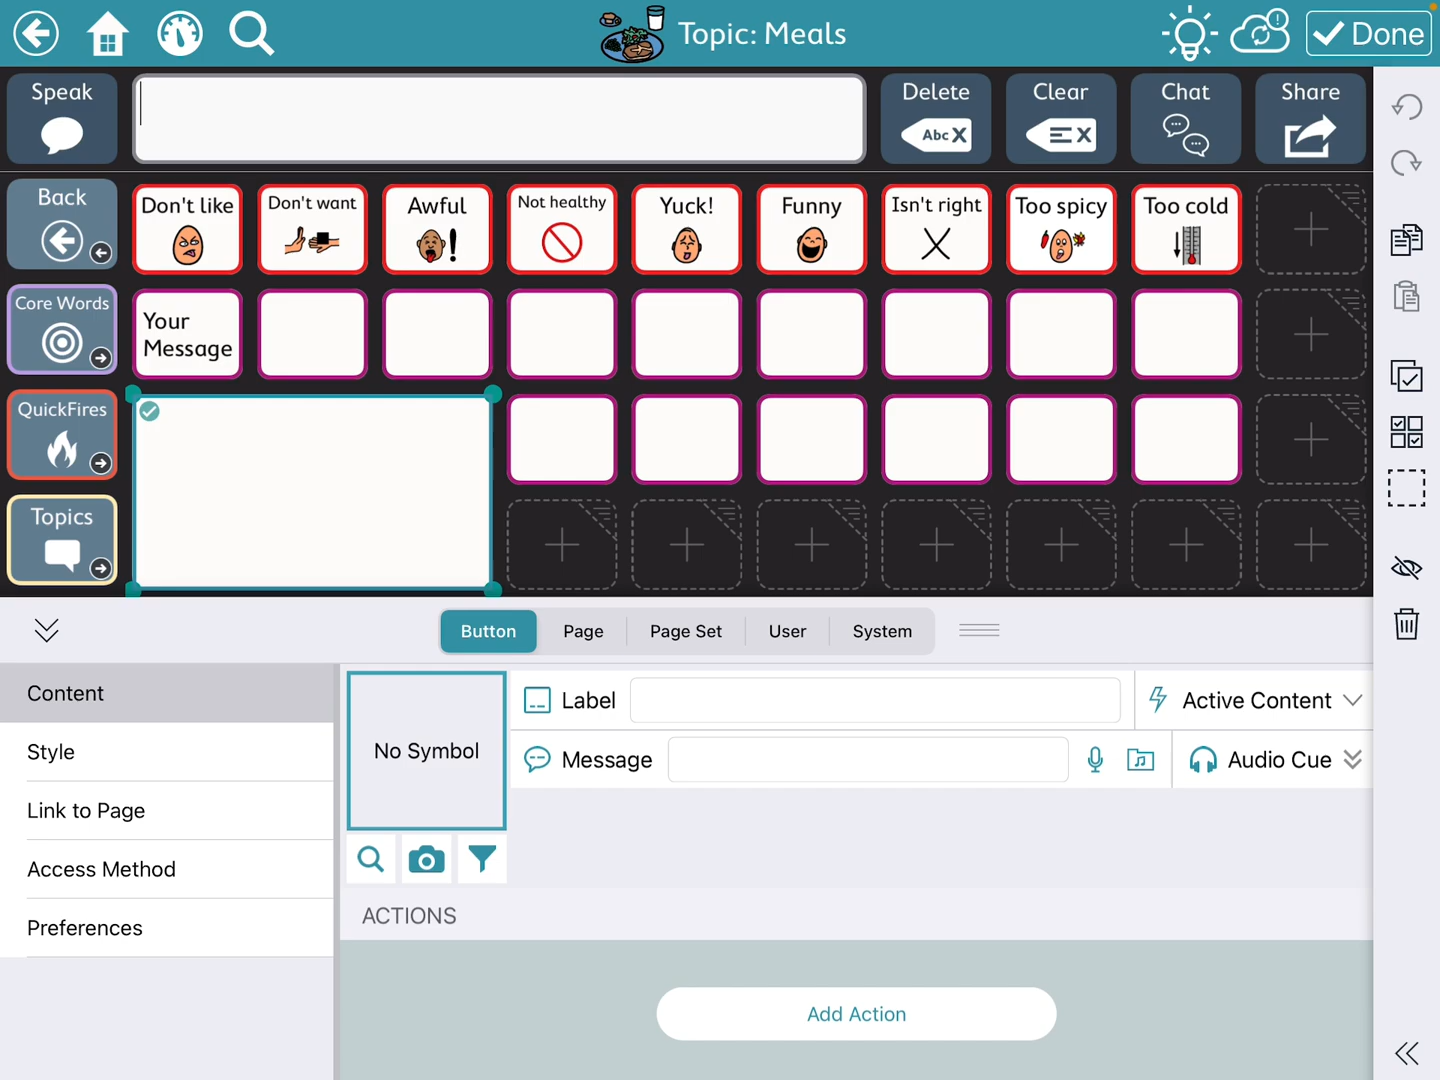 Topic: Meals
Done
Speak
Delete
Abc X
Clear
X
Chat
Share
Back
Don't like
Don't want
Awful
!
Not healthy
Yuck!
Funny
Isn't right
Too spicy
Too cold
Core Words
Your
Message
QuickFires
Topics
Button
Page
Page Set
User
System
Content
Style
Link to Page
Access Method
Preferences
No Symbol
Label
Active Content
Message
Audio Cue
ACTIONS
Add Action